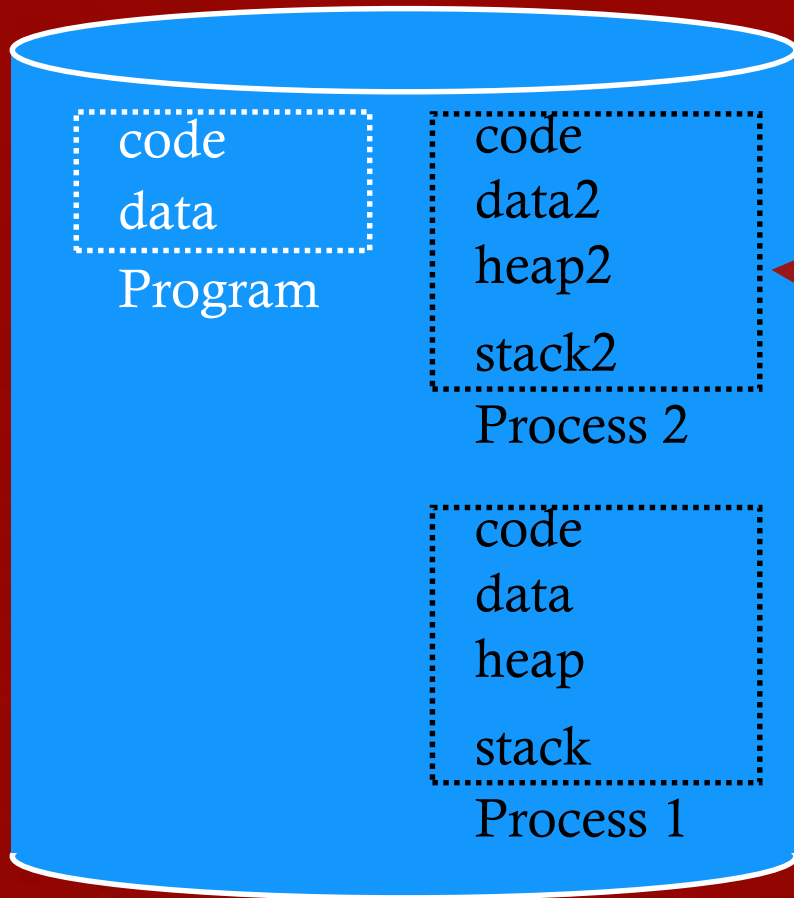 code
data
Program
code
data2
heap2
stack2
Process 2
code
data
heap
stack
Process 1